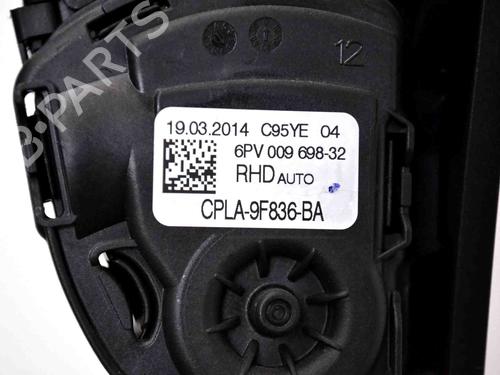 B-PARTS
12
19.03.2014 C95YE 04
6PV 009 698-32
RHD AUTO
CPLA-9F836-BA